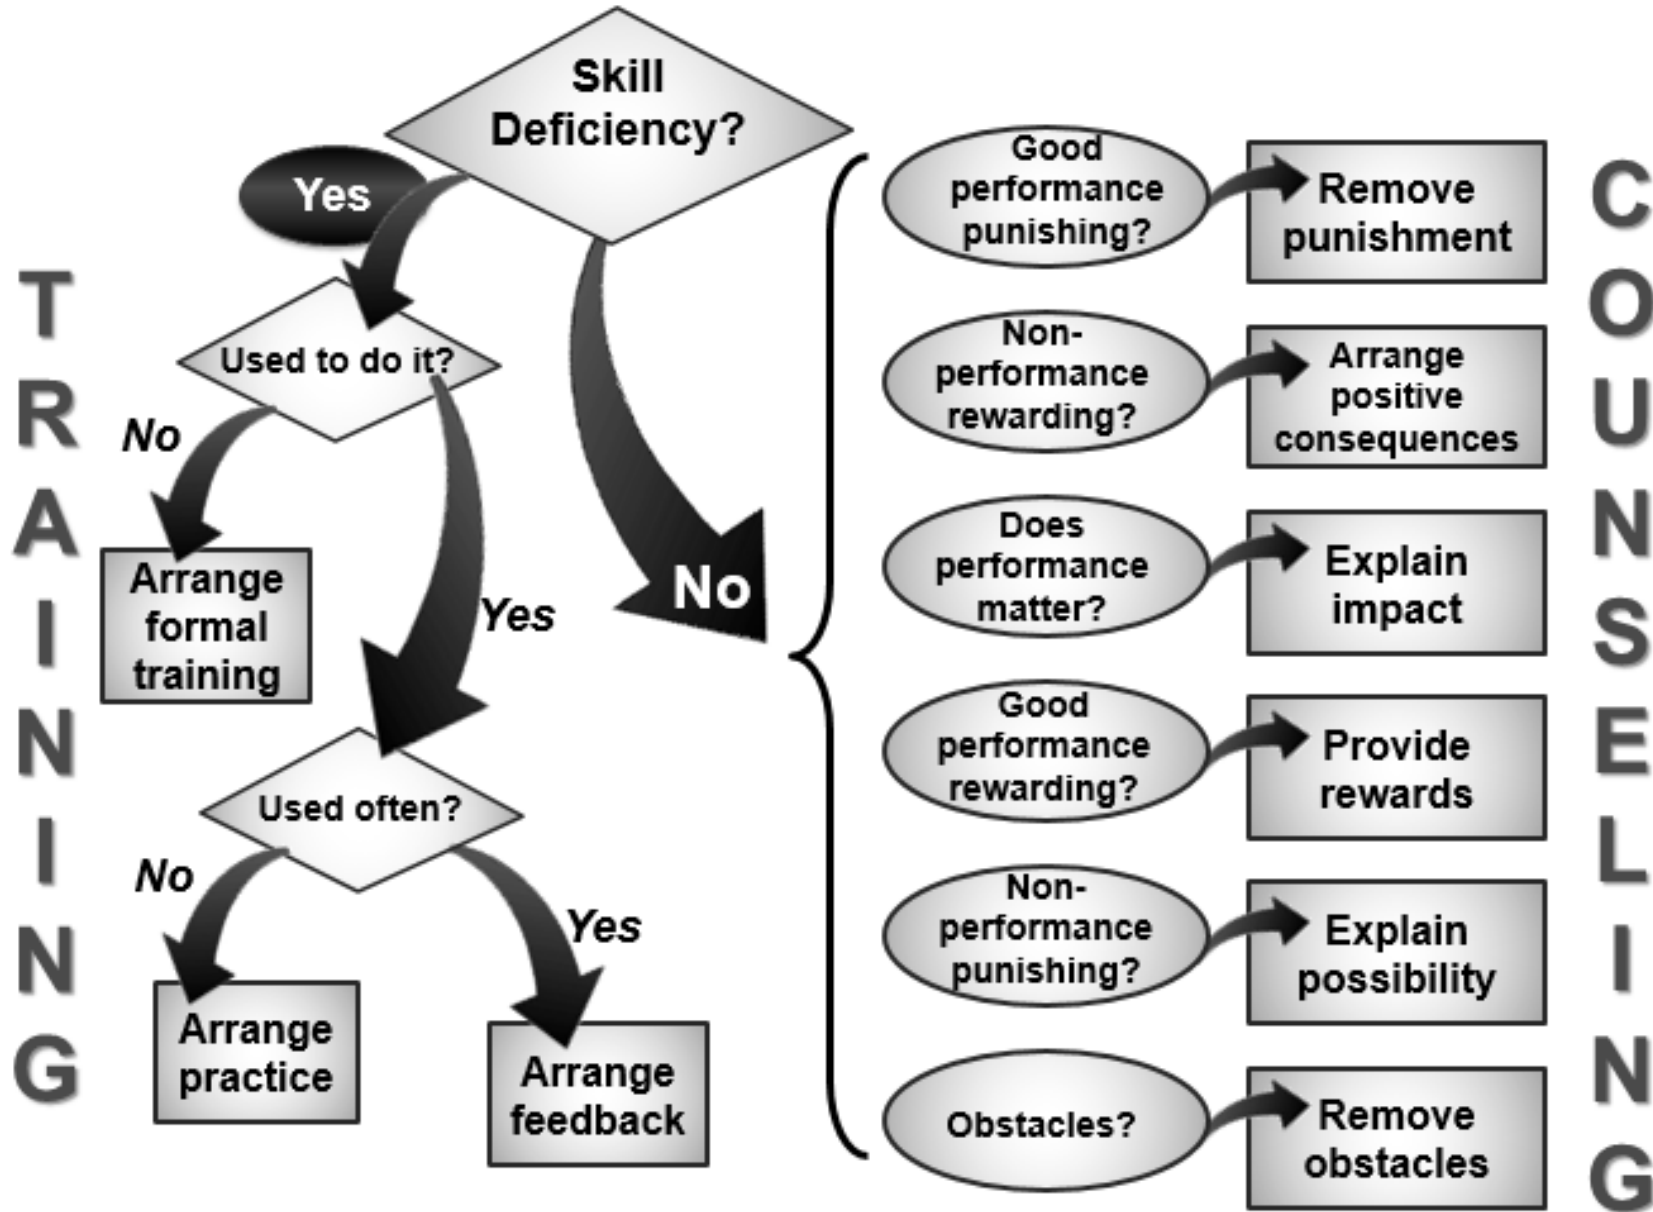 Skill
Deficiency?
Yes
Used to do it?
No
Arrange
formal
training
Yes
Used often?
No
Arrange
practice
Yes
Arrange
feedback
No
Good
performance
punishing?
Remove
punishment
Non-
performance
rewarding?
Arrange
positive
consequences
Does
performance
matter?
Explain
impact
Good
performance
rewarding?
Provide
rewards
Non-
performance
punishing?
Explain
possibility
Obstacles?
Remove
obstacles
TRAINING
COUNSELING